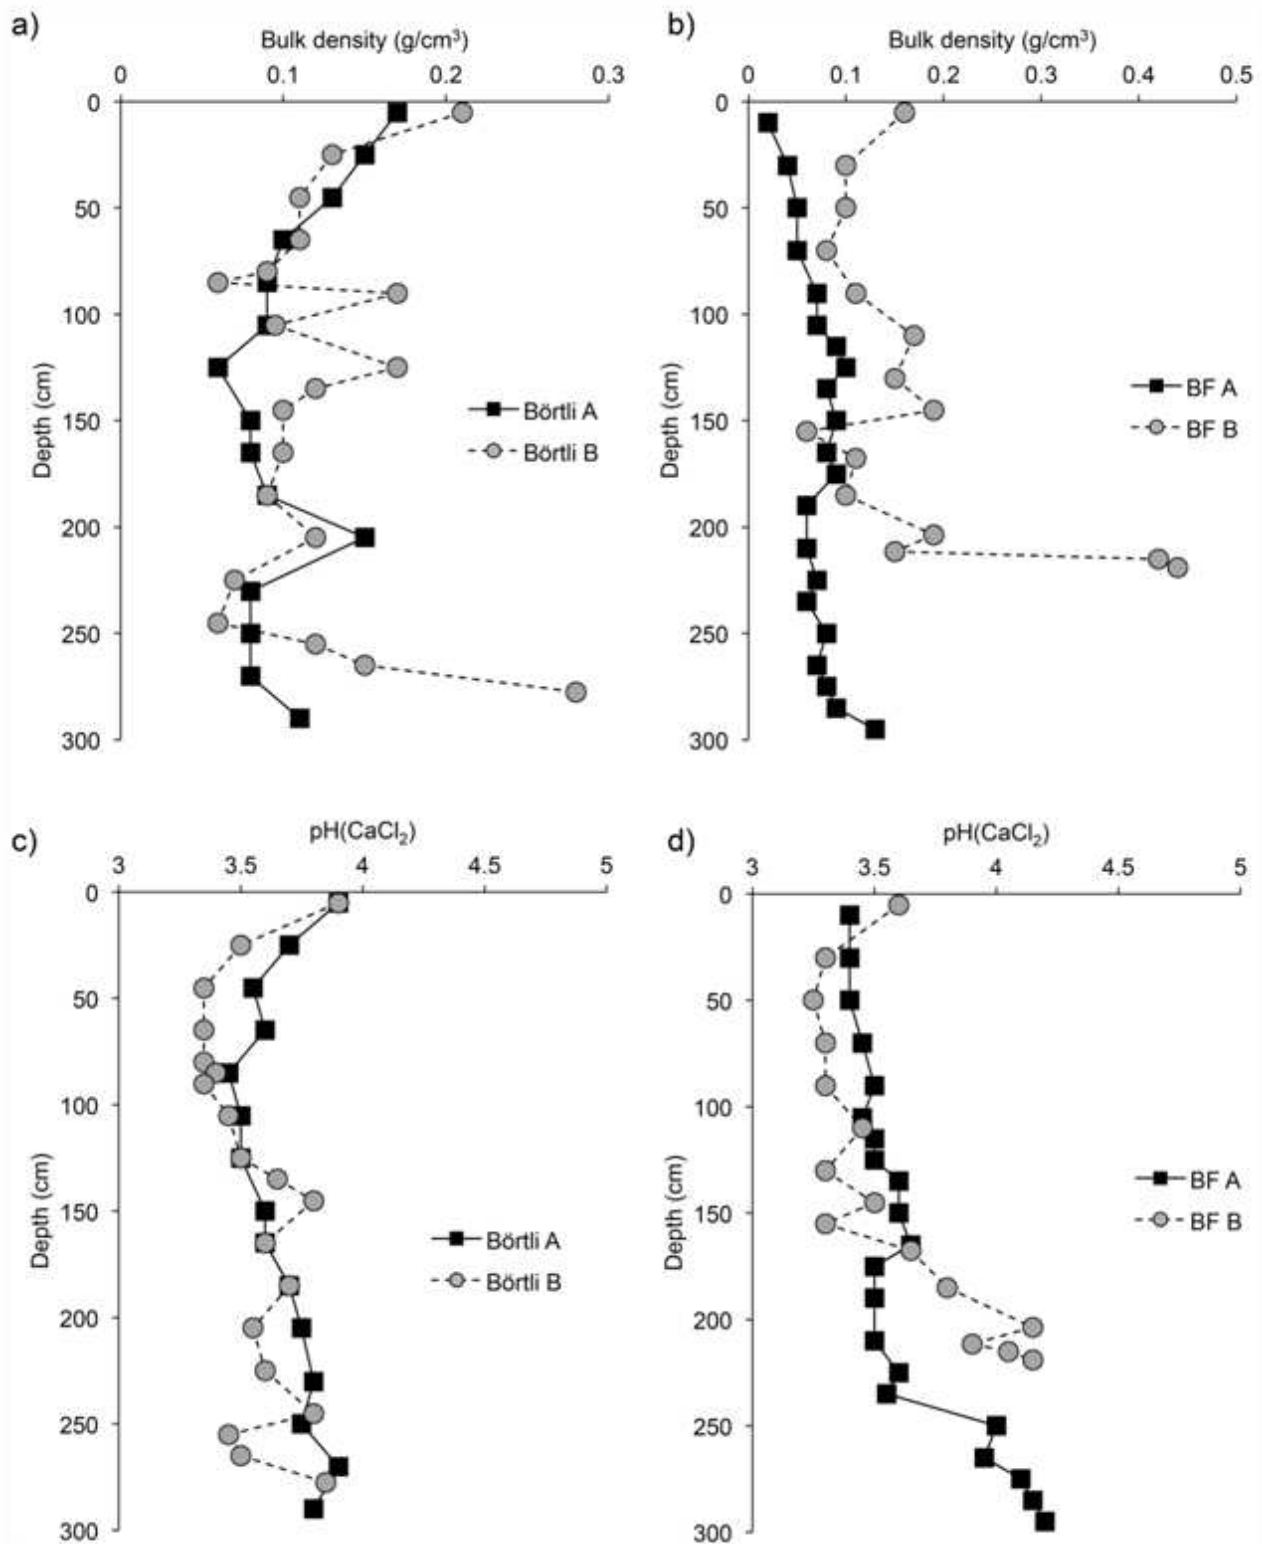 a)
Bulk density (g/cm³)
0 0.1 0.2 0.3
0
50
100
150
200
250
300
Depth (cm)
Börtli A
Börtli B
b)
Bulk density (g/cm³)
0 0.1 0.2 0.3 0.4 0.5
0
50
100
150
200
250
300
Depth (cm)
BF A
BF B
c)
pH(CaCl₂)
3 3.5 4 4.5 5
0
50
100
150
200
250
300
Depth (cm)
Börtli A
Börtli B
d)
pH(CaCl₂)
3 3.5 4 4.5 5
0
50
100
150
200
250
300
Depth (cm)
BF A
BF B